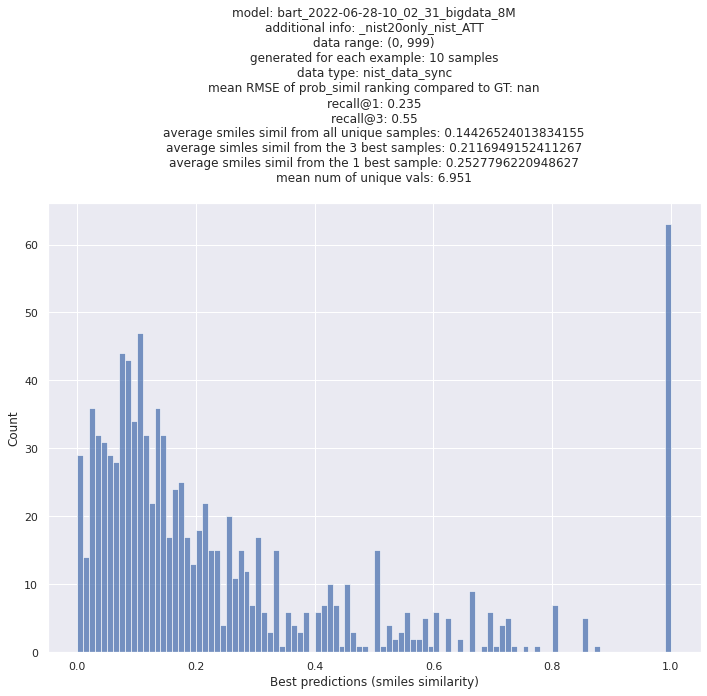 model: bart_2022-06-28-10_02_31_bigdata_8M
additional info: _nist20only_nist_ATT
data range: (0, 999)
generated for each example: 10 samples
data type: nist_data_sync
mean RMSE of prob_simil ranking compared to GT: nan
recall@1: 0.235
recall@3: 0.55
average smiles simil from all unique samples: 0.14426524013834155
average simles simil from the 3 best samples: 0.2116949152411267
average smiles simil from the 1 best sample: 0.2527796220948627
mean num of unique vals: 6.951
60
50
40
30
20
10
0
Count
0.0 0.2 0.4 0.6 0.8 1.0
Best predictions (smiles similarity)